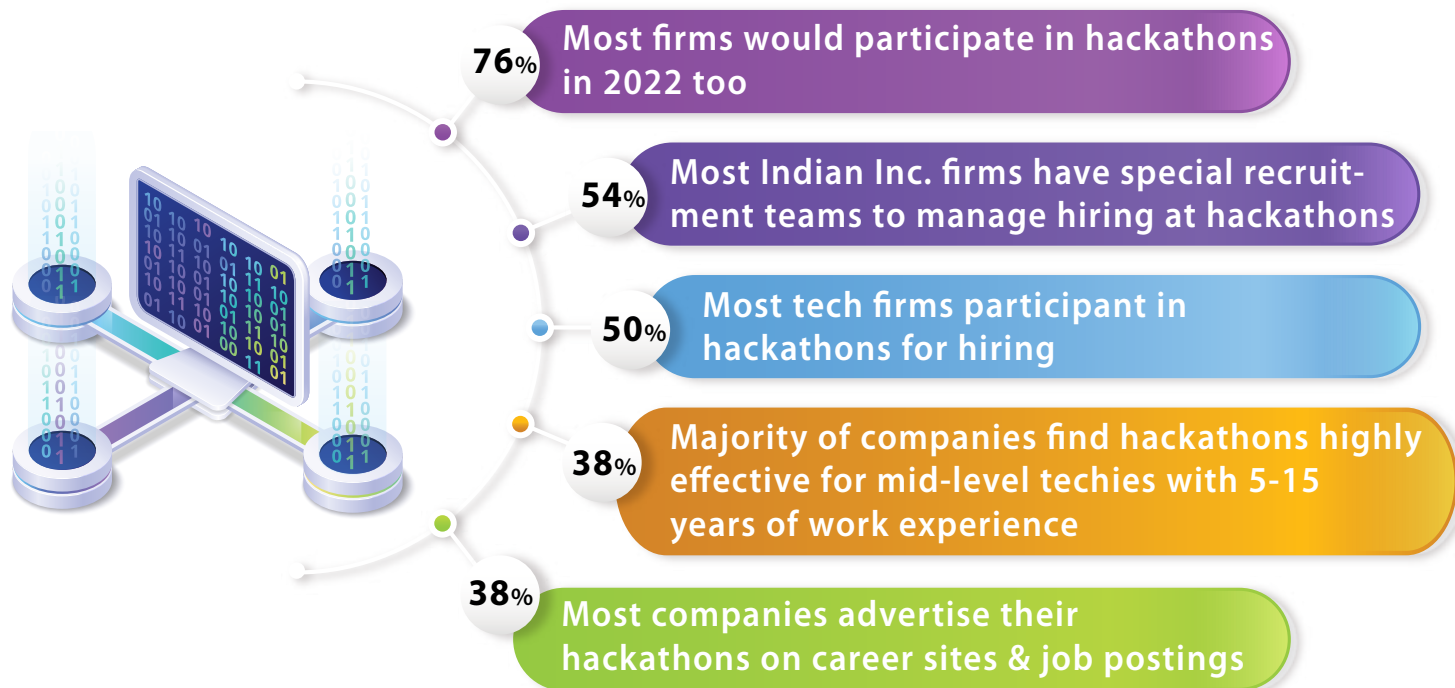 76%
Most firms would participate in hackathons
in 2022 too
54%
Most Indian Inc. firms have special recruit-
ment teams to manage hiring at hackathons
50%
Most tech firms participant in
hackathons for hiring
38%
Majority of companies find hackathons highly
effective for mid-level techies with 5-15
years of work experience
38%
Most companies advertise their
hackathons on career sites & job postings